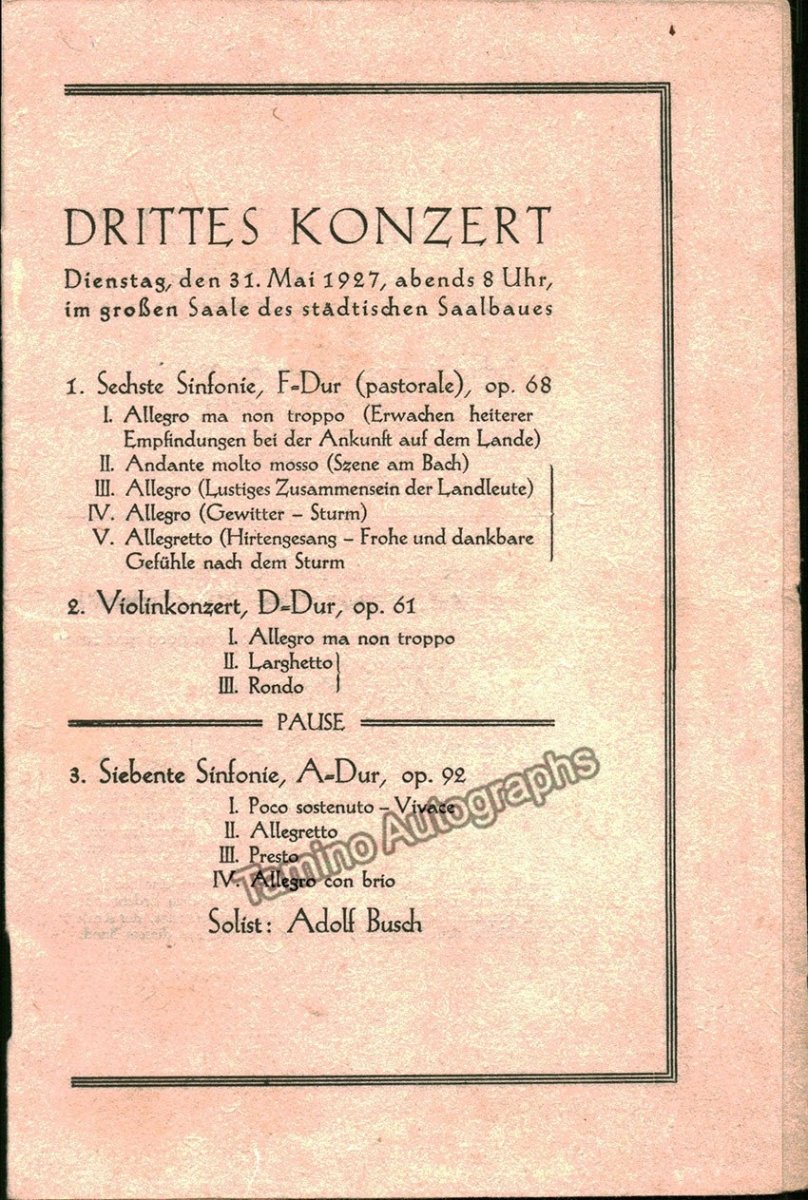 DRITTES KONZERT
Dienstag, den 31. Mai 1927, abends 8 Uhr,
im großen Saale des städtischen Saalbaues
1. Sechste Sinfonie, F=Dur (pastorale), op. 68
I. Allegro ma non troppo (Erwachen heiterer
Empfindungen bei der Ankunft auf dem Lande)
II. Andante molto mosso (Szene am Bach)
III. Allegro (Lustiges Zusammensein der Landleute)
IV. Allegro (Gewitter – Sturm)
V. Allegretto (Hirtengesang – Frohe und dankbare
Gefühle nach dem Sturm
2. Violinkonzert, D=Dur, op. 61
I. Allegro ma non troppo
II. Larghetto
III. Rondo
PAUSE
3. Siebente Sinfonie, A=Dur, op. 92
I. Poco sostenuto – Vivace
II. Allegretto
III. Presto
IV. Allegro con brio
Solist: Adolf Busch
Tamino Autographs